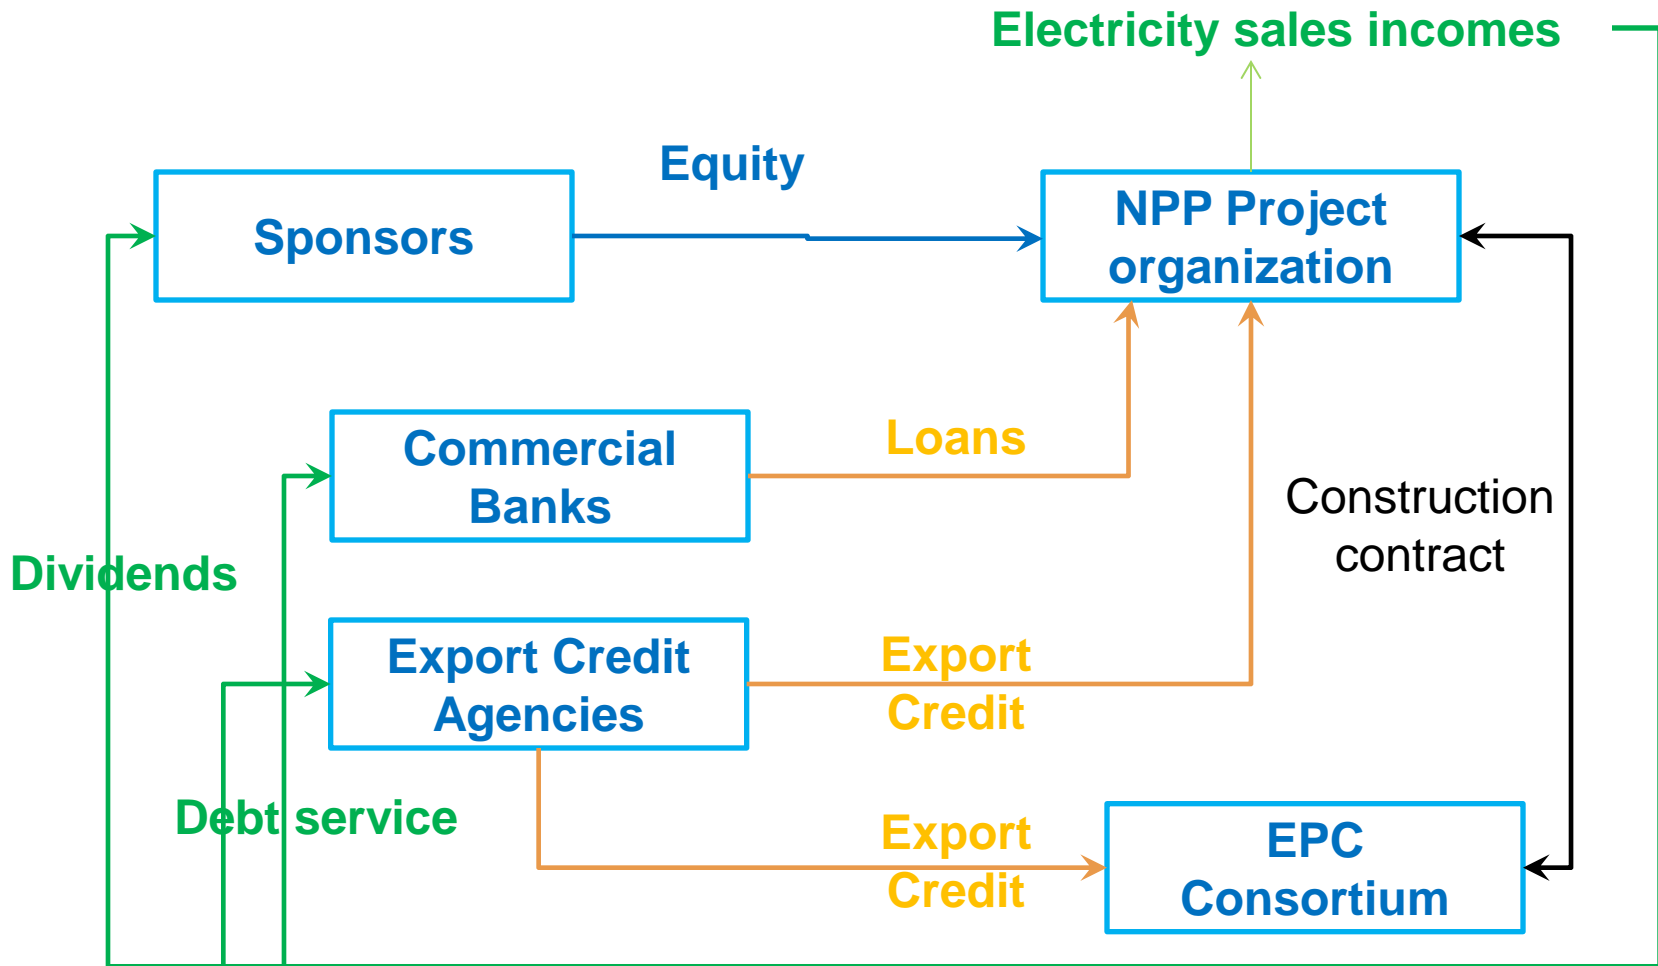 Electricity sales incomes
Equity
Sponsors
NPP Project
organization
Commercial
Banks
Loans
Construction
contract
Dividends
Export Credit
Agencies
Export
Credit
Debt service
Export
Credit
EPC
Consortium